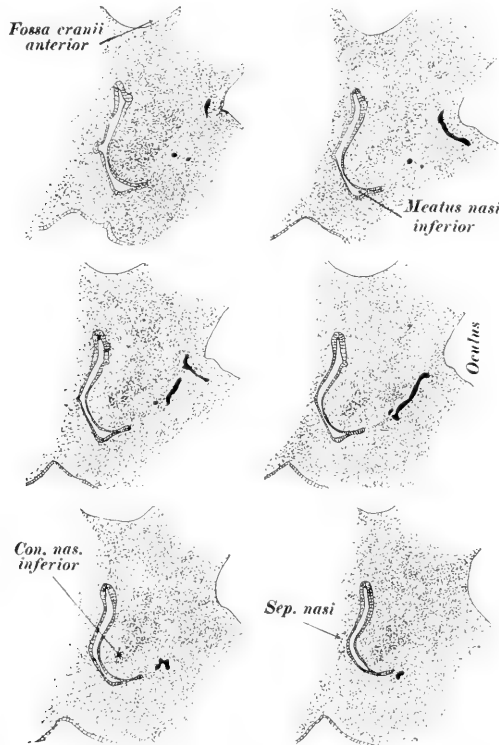 Fossa cranii
anterior
Meatus nasi
inferior
Oculus
Con. nas.
inferior
Sep. nasi